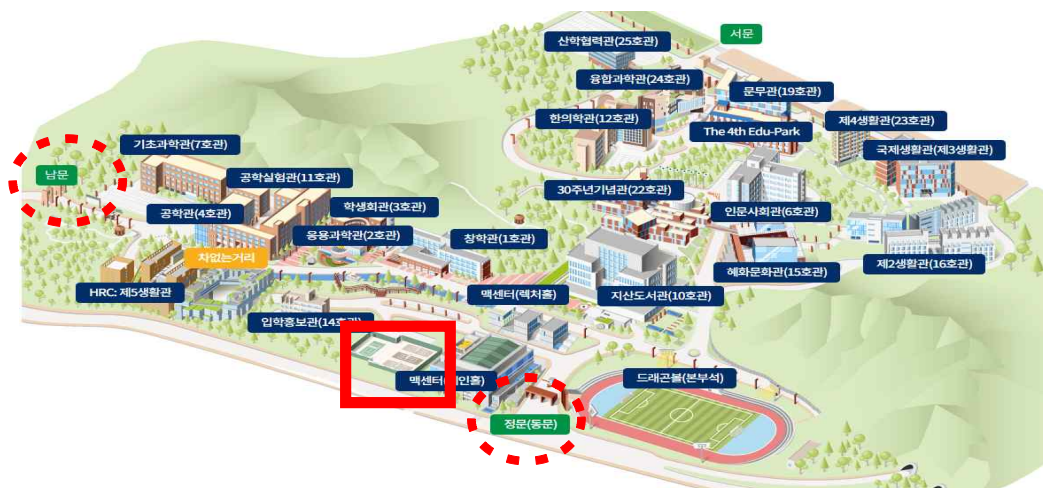 산학협력관(25호관)
서문
융합과학관(24호관)
문무관(19호관)
한의학관(12호관)
The 4th Edu-Park
제4생활관(23호관)
국제생활관(제3생활관)
기초과학관(7호관)
남문
공학실험관(11호관)
30주년기념관(22호관)
공학관(4호관)
학생회관(3호관)
인문사회관(6호관)
응용과학관(2호관)
창학관(1호관)
차없는거리
혜화문화관(15호관)
제2생활관(16호관)
HRC: 제5생활관
맥센터(렉처홀)
지산도서관(10호관)
입학홍보관(14호관)
맥센터(메인홀)
드래곤볼(본부석)
정문(동문)